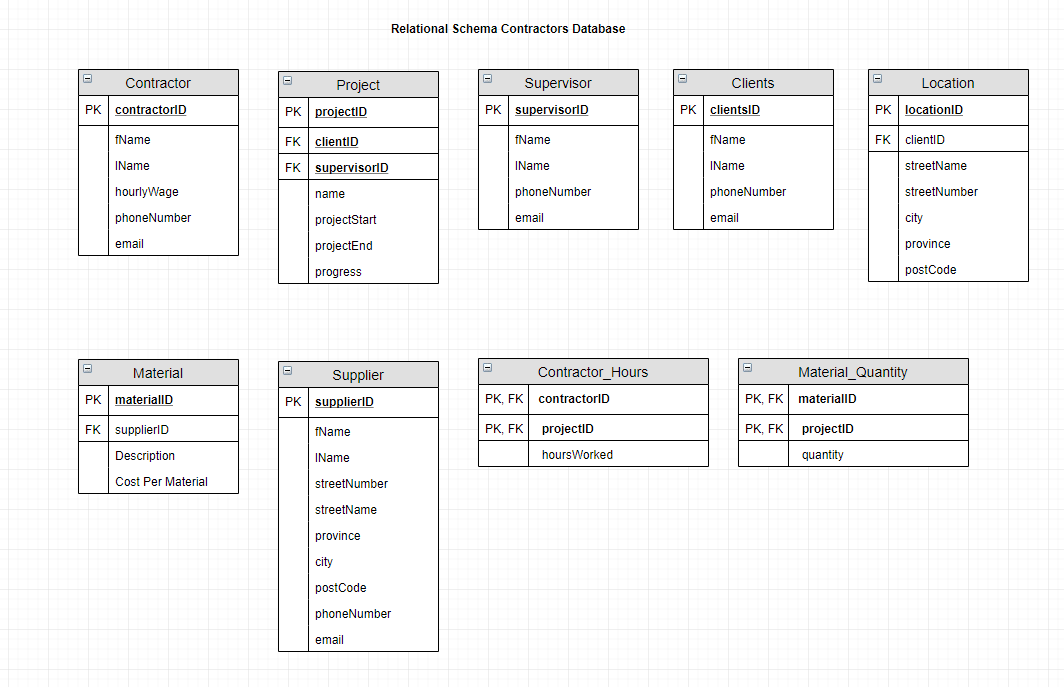 Relational Schema Contractors Database
Contractor
PK contractorID
fName
lName
hourlyWage
phoneNumber
email
Project
PK projectID
FK clientID
FK supervisorID
name
projectStart
projectEnd
progress
Supervisor
PK supervisorID
fName
lName
phoneNumber
email
Clients
PK clientsID
fName
lName
phoneNumber
email
Location
PK locationID
FK clientID
streetName
streetNumber
city
province
postCode
Material
PK materialID
FK supplierID
Description
Cost Per Material
Supplier
PK supplierID
fName
lName
streetNumber
streetName
province
city
postCode
phoneNumber
email
Contractor_Hours
PK, FK contractorID
PK, FK projectID
hoursWorked
Material_Quantity
PK, FK materialID
PK, FK projectID
quantity